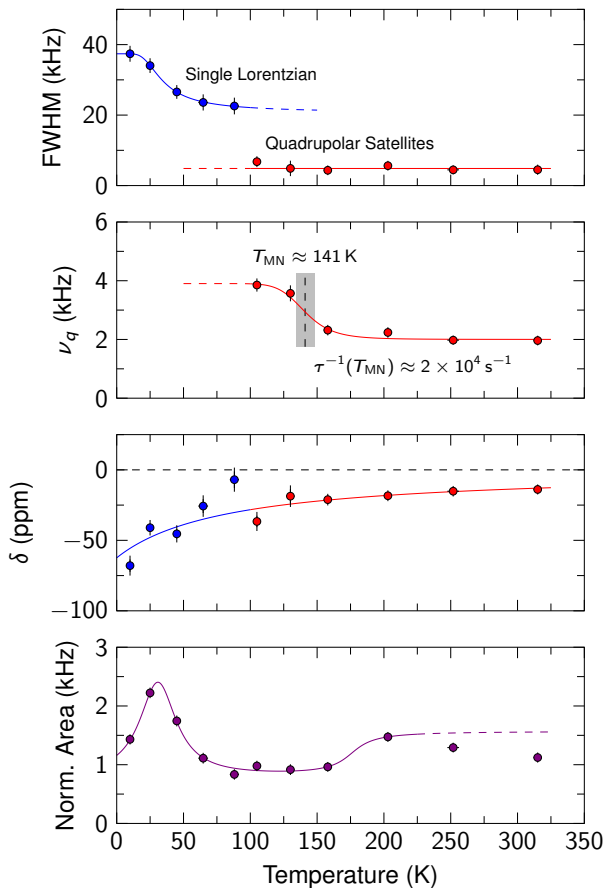 FWHM (kHz)
40
20
0
Single Lorentzian
Quadrupolar Satellites
ν_q (kHz)
6
4
2
0
T_MN ≈ 141 K
τ⁻¹(T_MN) ≈ 2 × 10⁴ s⁻¹
δ (ppm)
0
−50
−100
Norm. Area (kHz)
3
2
1
0
0 50 100 150 200 250 300 350
Temperature (K)